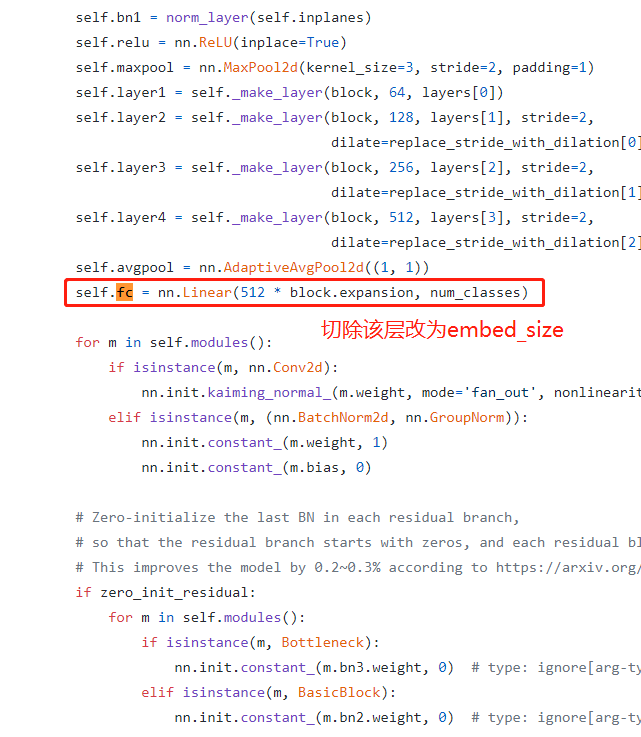 self.bn1 = norm_layer(self.inplanes)
self.relu = nn.ReLU(inplace=True)
self.maxpool = nn.MaxPool2d(kernel_size=3, stride=2, padding=1)
self.layer1 = self._make_layer(block, 64, layers[0])
self.layer2 = self._make_layer(block, 128, layers[1], stride=2,
dilate=replace_stride_with_dilation[0]
self.layer3 = self._make_layer(block, 256, layers[2], stride=2,
dilate=replace_stride_with_dilation[1]
self.layer4 = self._make_layer(block, 512, layers[3], stride=2,
dilate=replace_stride_with_dilation[2]
self.avgpool = nn.AdaptiveAvgPool2d((1, 1))
self.fc = nn.Linear(512 * block.expansion, num_classes)
切除该层改为embed_size
for m in self.modules():
if isinstance(m, nn.Conv2d):
nn.init.kaiming_normal_(m.weight, mode='fan_out', nonlinearit
elif isinstance(m, (nn.BatchNorm2d, nn.GroupNorm)):
nn.init.constant_(m.weight, 1)
nn.init.constant_(m.bias, 0)
# Zero-initialize the last BN in each residual branch,
# so that the residual branch starts with zeros, and each residual bl
# This improves the model by 0.2~0.3% according to https://arxiv.org/
if zero_init_residual:
for m in self.modules():
if isinstance(m, Bottleneck):
nn.init.constant_(m.bn3.weight, 0)  # type: ignore[arg-ty
elif isinstance(m, BasicBlock):
nn.init.constant_(m.bn2.weight, 0)  # type: ignore[arg-ty